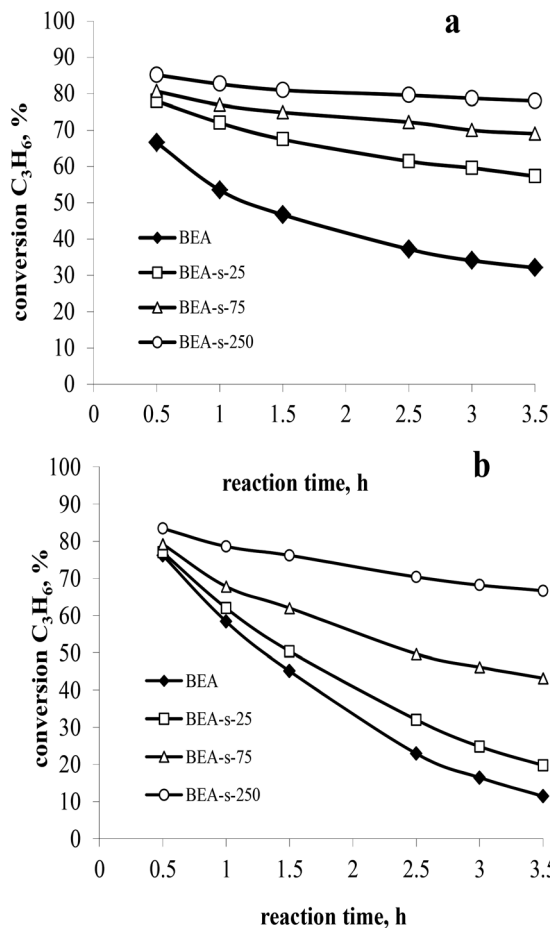 a
conversion C₃H₆, %
100
90
80
70
60
50
40
30
20
10
0
BEA
BEA-s-25
BEA-s-75
BEA-s-250
0 0.5 1 1.5 2 2.5 3 3.5
reaction time, h
b
conversion C₃H₆, %
100
90
80
70
60
50
40
30
20
10
0
BEA
BEA-s-25
BEA-s-75
BEA-s-250
0 0.5 1 1.5 2 2.5 3 3.5
reaction time, h